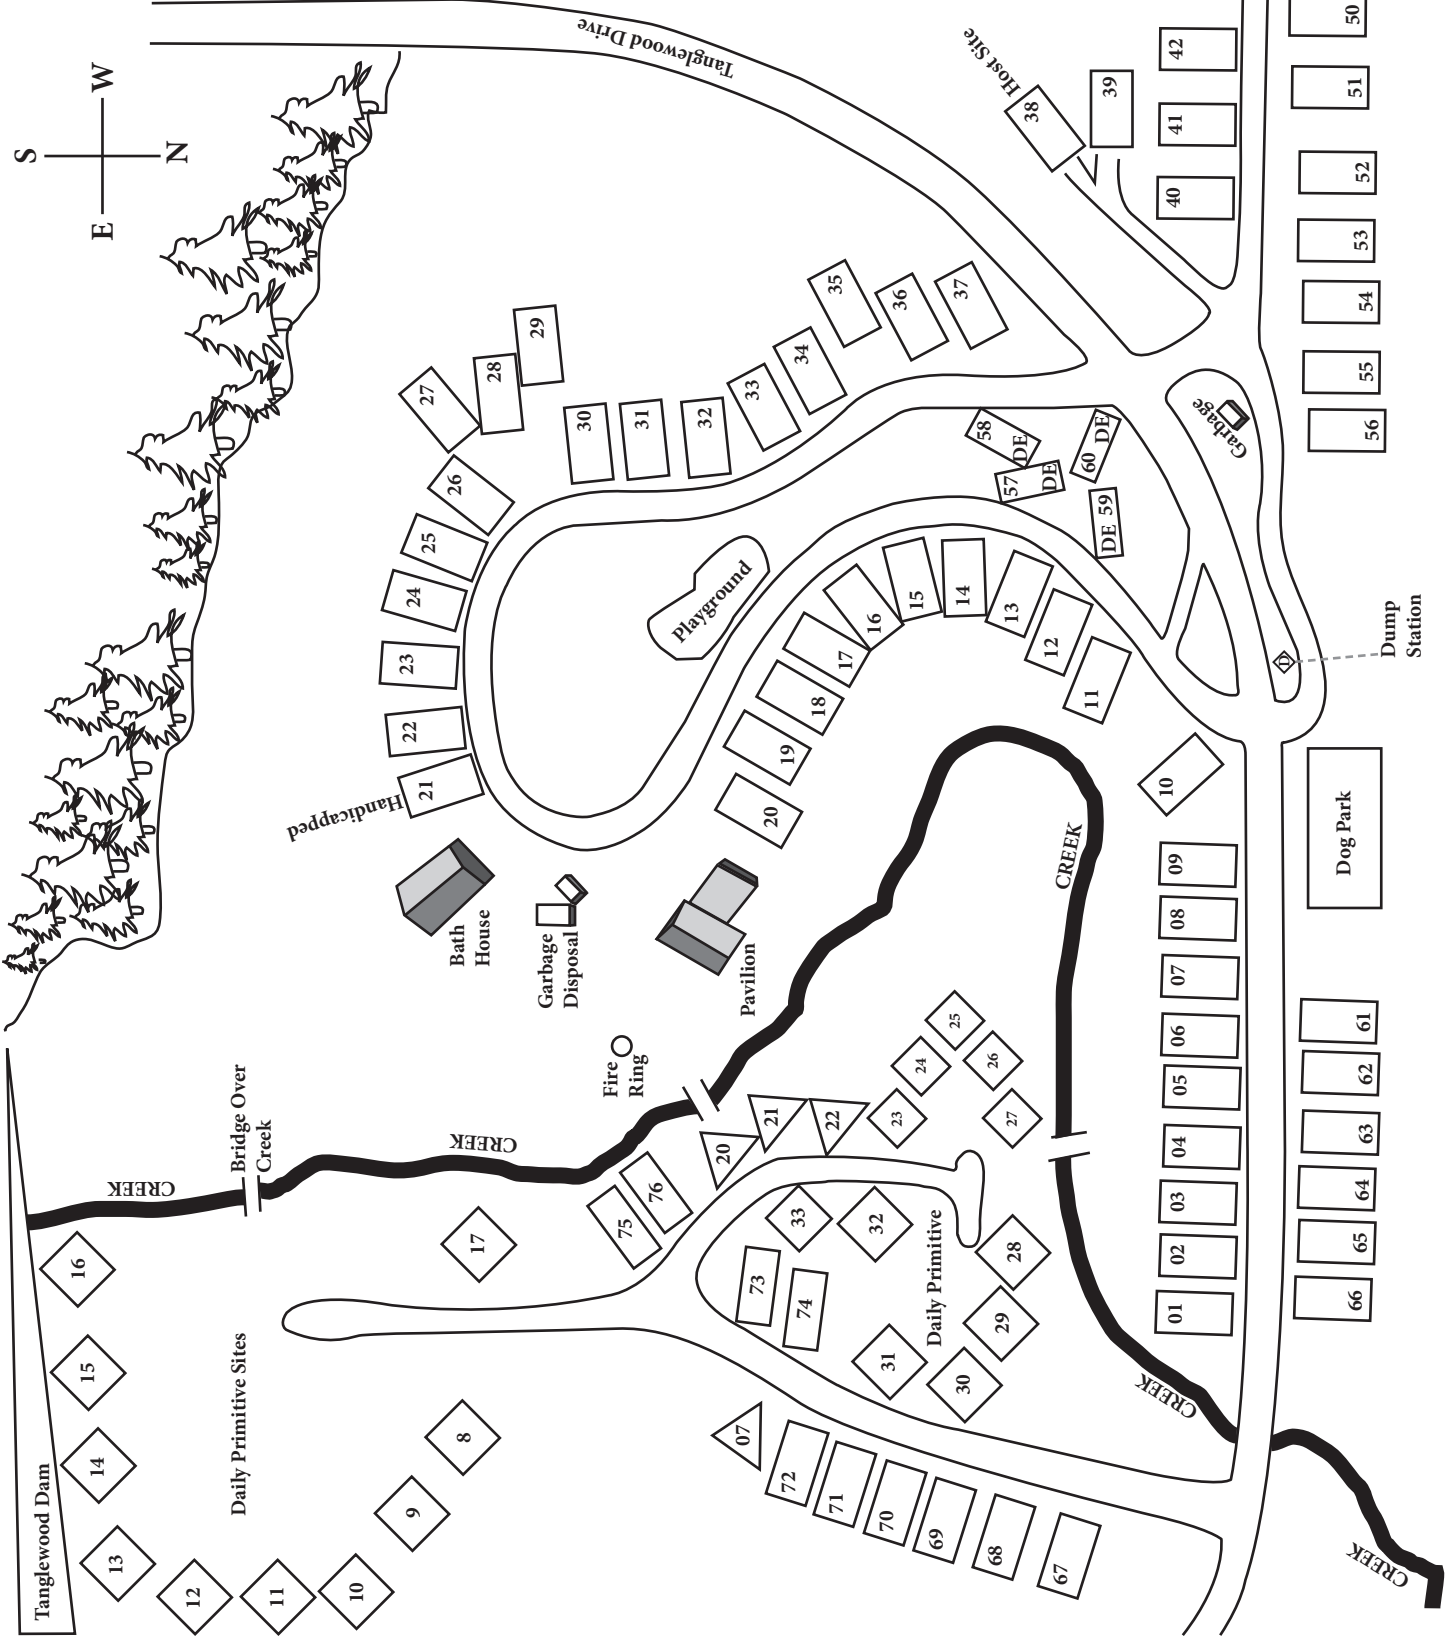 Tanglewood Drive
S
W
N
E
Host Site
38
39
42
41
40
50
51
52
53
54
55
56
35
36
37
34
33
32
31
30
29
28
27
26
25
24
23
22
21
Handicapped
58
DE
57
DE
60
DE
DE 59
Garbage
Playground
16
15
14
13
12
11
17
18
19
20
10
Dump
Station
D
Dog Park
Bath
House
Garbage
Disposal
Pavilion
Fire
Ring
CREEK
09
08
07
06
05
04
03
02
01
61
62
63
64
65
66
Bridge Over
Creek
CREEK
CREEK
25
24
26
23
27
21
22
20
76
75
17
33
32
73
74
28
29
31
30
Daily Primitive
CREEK
Tanglewood Dam
16
15
14
13
12
11
10
9
8
Daily Primitive Sites
07
72
71
70
69
68
67
CREEK